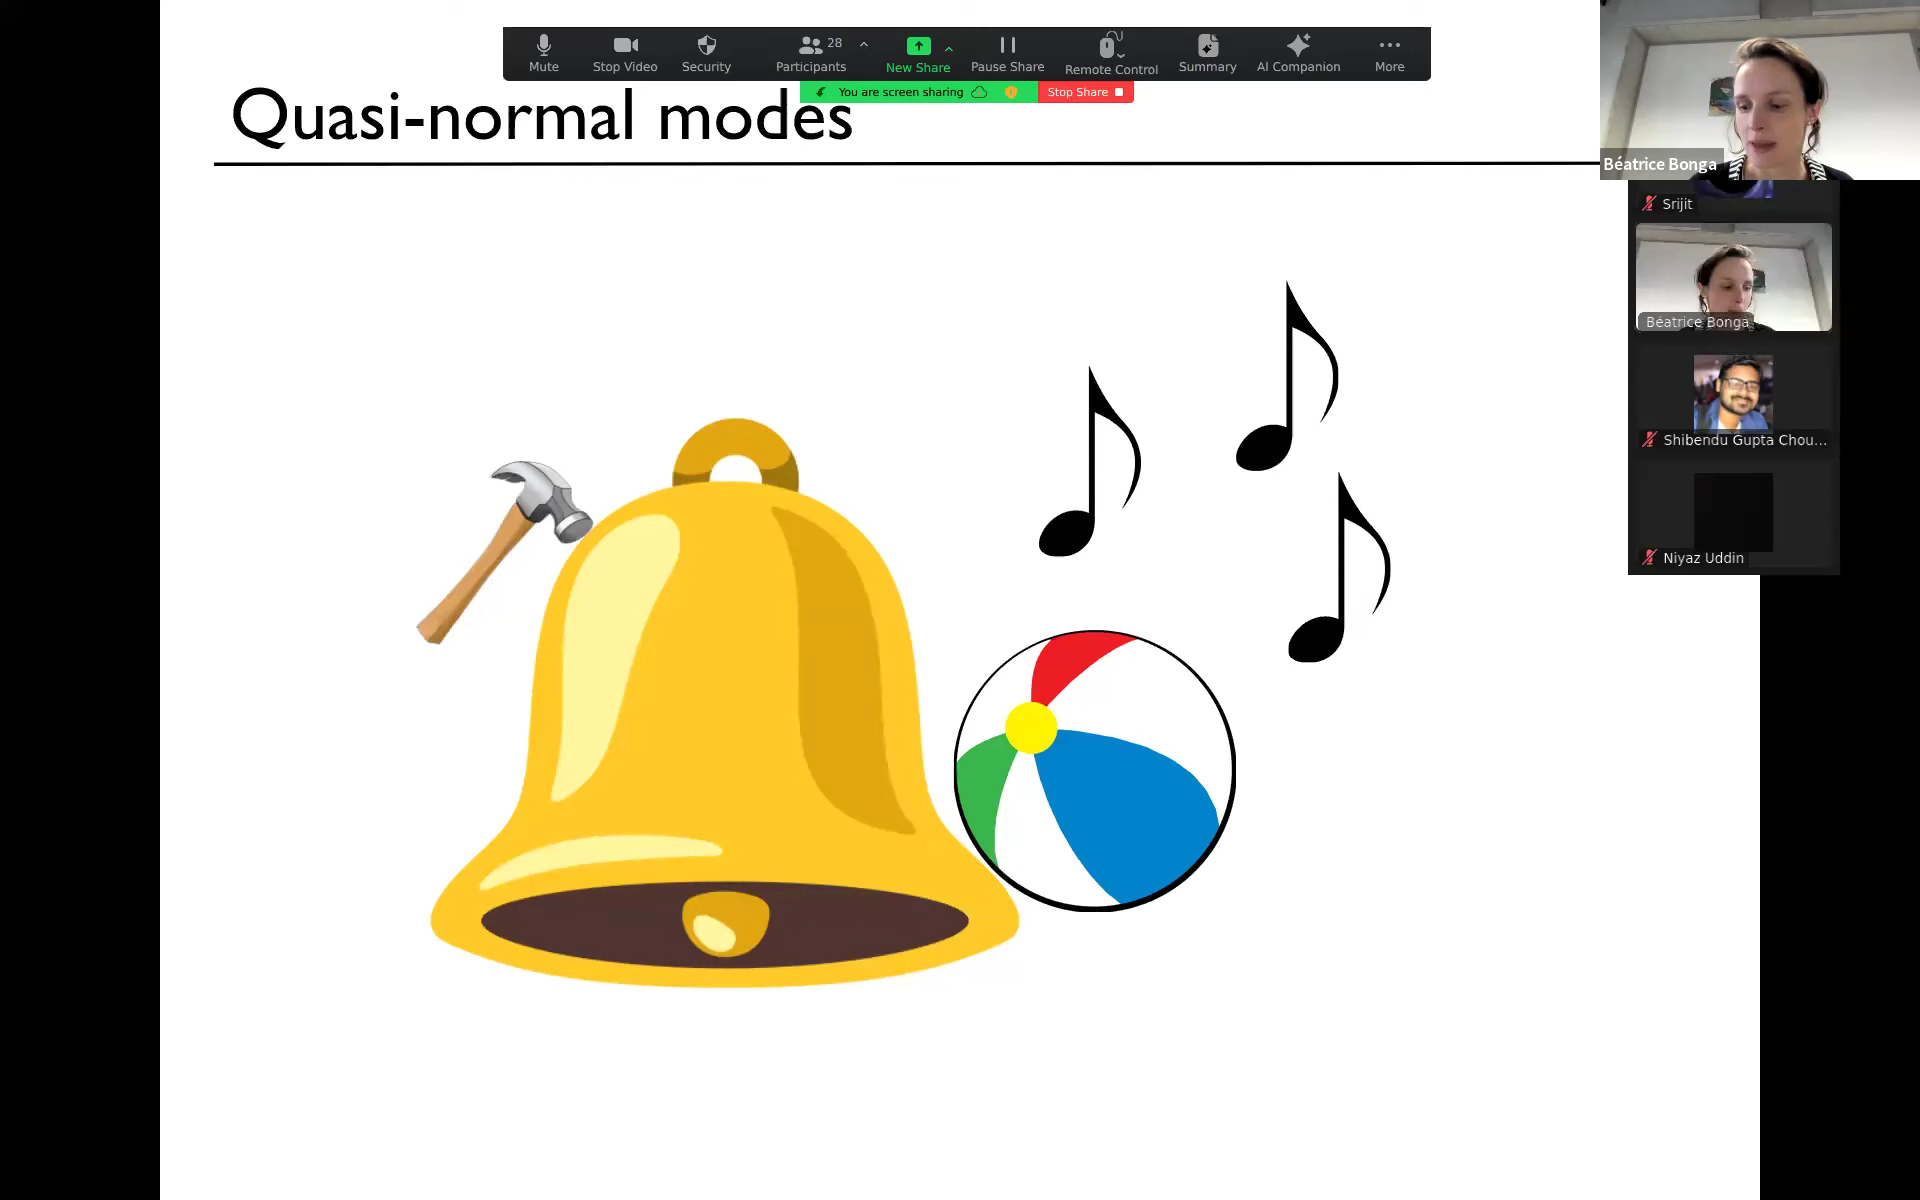 Mute
Stop Video
Security
Participants
28
New Share
Pause Share
Remote Control
Summary
AI Companion
More
You are screen sharing
Stop Share
Quasi-normal modes
Béatrice Bonga
Srijit
Béatrice Bonga
Shibendu Gupta Chou...
Niyaz Uddin